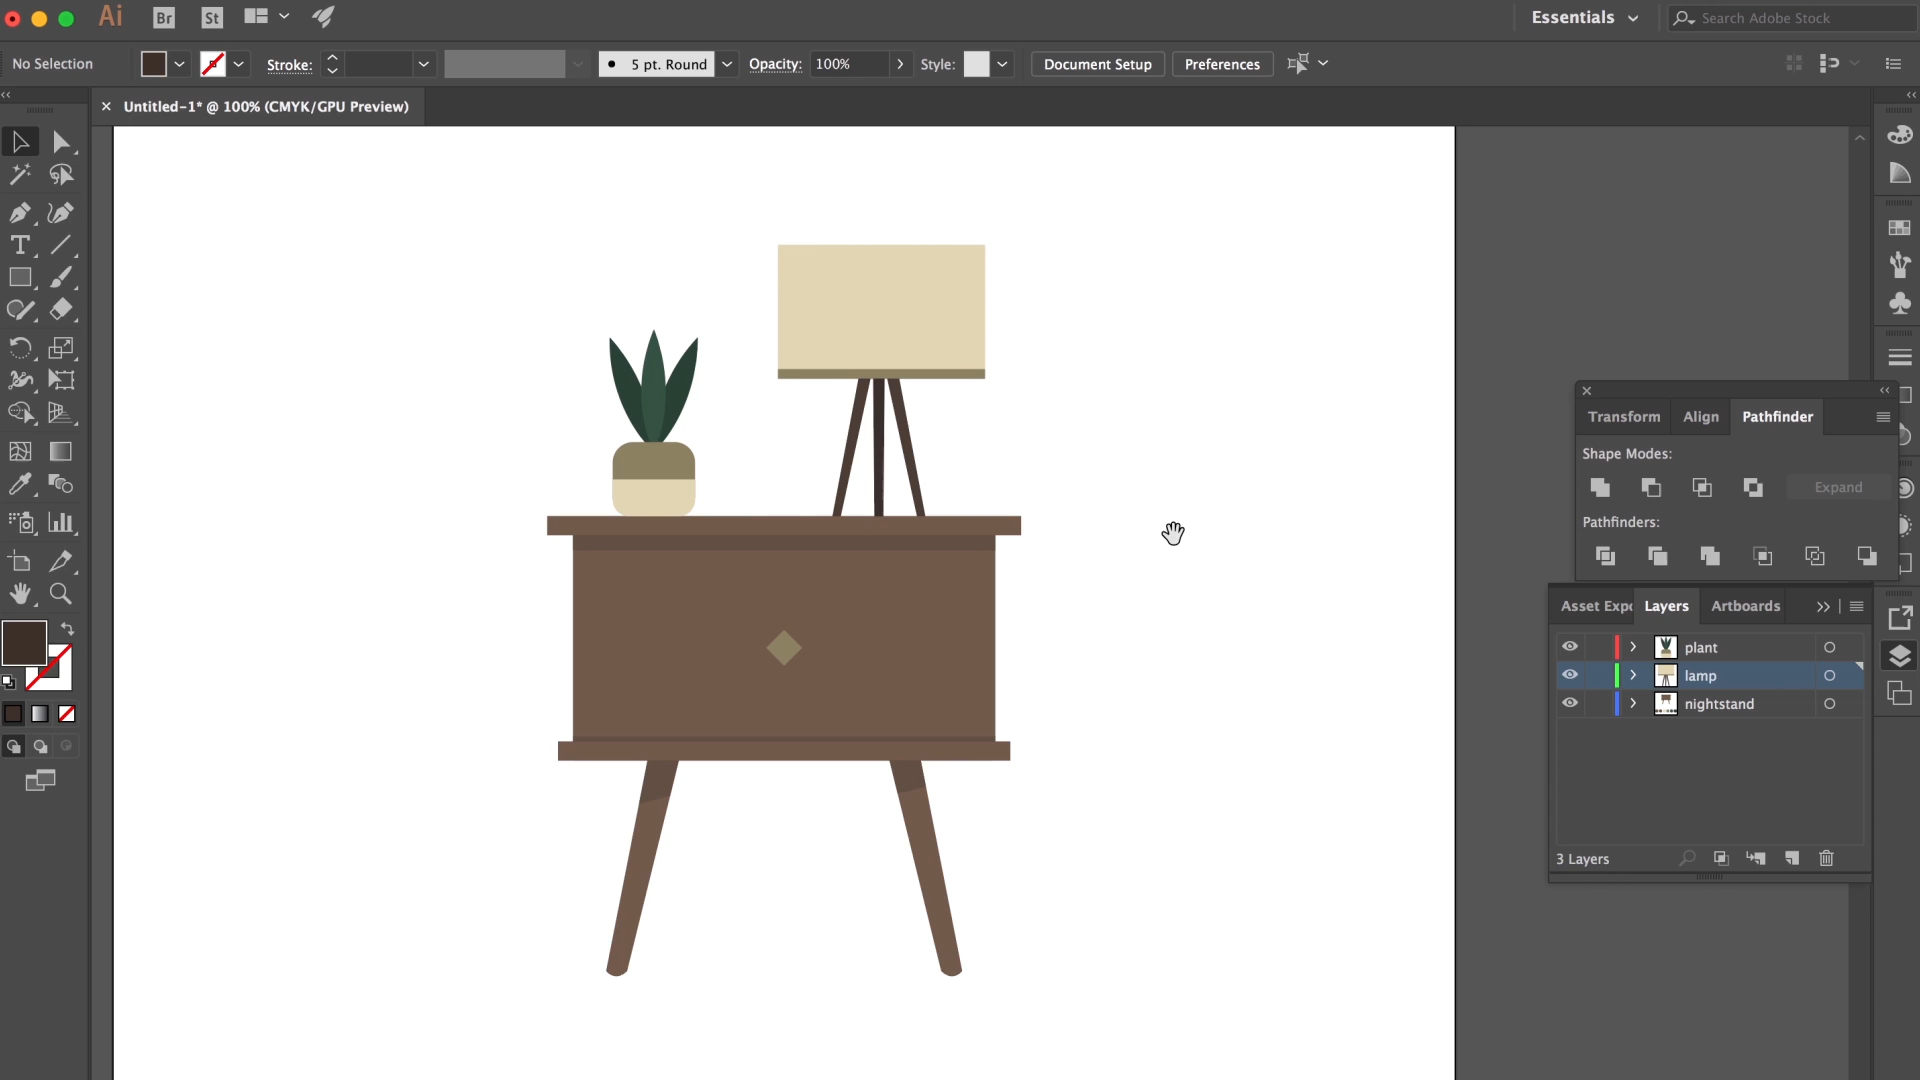 Ai Br St Essentials Search Adobe Stock
No Selection Stroke: 5 pt. Round Opacity: 100% Style: Document Setup Preferences
Untitled-1* @ 100% (CMYK/GPU Preview)
Transform Align Pathfinder
Shape Modes:
Expand
Pathfinders:
Asset Expo Layers Artboards
plant
lamp
nightstand
3 Layers